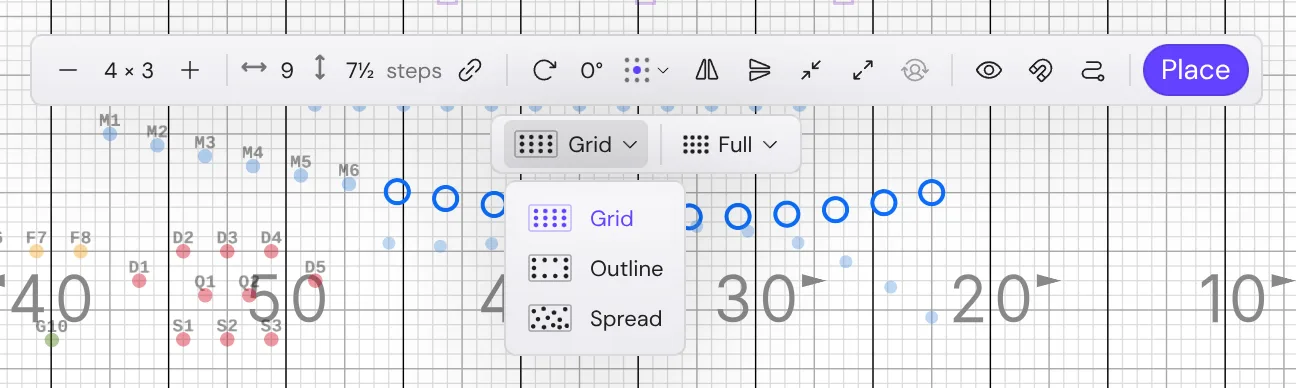 4 × 3
9
7½ steps
0°
Place
M1
M2
M3
M4
M5
M6
Grid
Full
Grid
Outline
Spread
F7
F8
D1
D2
D3
D4
D5
Q1
Q2
G10
S1
S2
S3
40
50
4
30
20
10